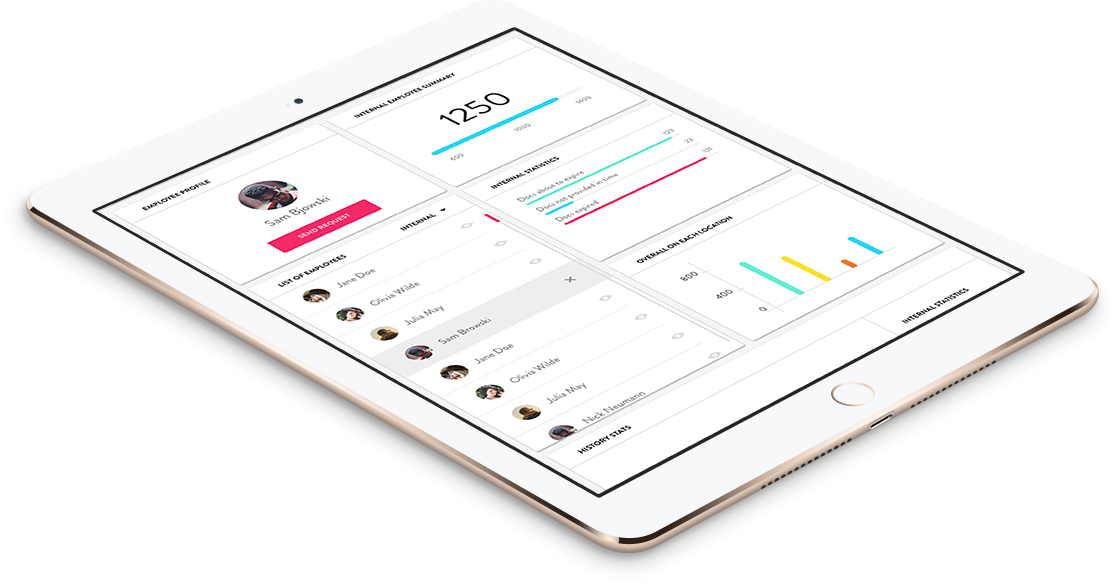 EMPLOYEE PROFILE
Sam Bjowski
SEND REQUEST
INTERNAL EMPLOYEE SUMMARY
1250
600
1000
1600
LIST OF EMPLOYEES
INTERNAL
Jane Doe
Olivia Wilde
Julia May
Sam Browski
Jane Doe
Olivia Wilde
Julia May
Nick Neumann
INTERNAL STATISTICS
Docs about to expire
123
Docs not provided in time
23
Docs expired
OVERALL ON EACH LOCATION
800
400
0
HISTORY STATS
INTERNAL STATISTICS